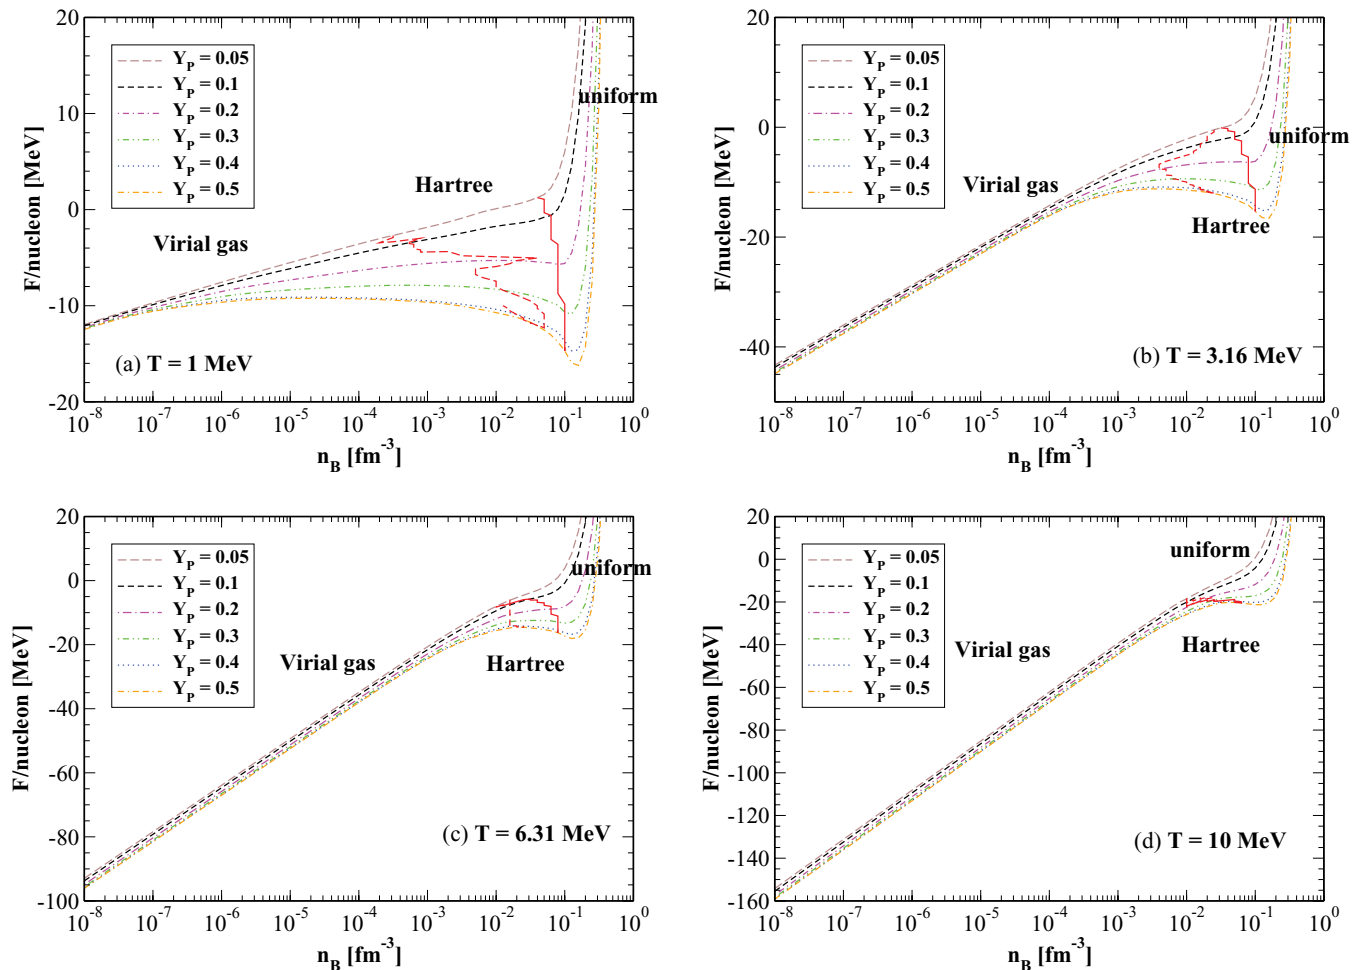 20
10
0
-10
-20
F/nucleon [MeV]
Y_P = 0.05
Y_P = 0.1
Y_P = 0.2
Y_P = 0.3
Y_P = 0.4
Y_P = 0.5
uniform
Hartree
Virial gas
(a) T = 1 MeV
10^-8 10^-7 10^-6 10^-5 10^-4 10^-3 10^-2 10^-1 10^0
n_B [fm^-3]
20
0
-20
-40
F/nucleon [MeV]
Y_P = 0.05
Y_P = 0.1
Y_P = 0.2
Y_P = 0.3
Y_P = 0.4
Y_P = 0.5
uniform
Virial gas
Hartree
(b) T = 3.16 MeV
10^-8 10^-7 10^-6 10^-5 10^-4 10^-3 10^-2 10^-1 10^0
n_B [fm^-3]
20
0
-20
-40
-60
-80
-100
F/nucleon [MeV]
Y_P = 0.05
Y_P = 0.1
Y_P = 0.2
Y_P = 0.3
Y_P = 0.4
Y_P = 0.5
uniform
Virial gas
Hartree
(c) T = 6.31 MeV
10^-8 10^-7 10^-6 10^-5 10^-4 10^-3 10^-2 10^-1 10^0
n_B [fm^-3]
20
0
-20
-40
-60
-80
-100
-120
-140
-160
F/nucleon [MeV]
Y_P = 0.05
Y_P = 0.1
Y_P = 0.2
Y_P = 0.3
Y_P = 0.4
Y_P = 0.5
uniform
Virial gas
Hartree
(d) T = 10 MeV
10^-8 10^-7 10^-6 10^-5 10^-4 10^-3 10^-2 10^-1 10^0
n_B [fm^-3]